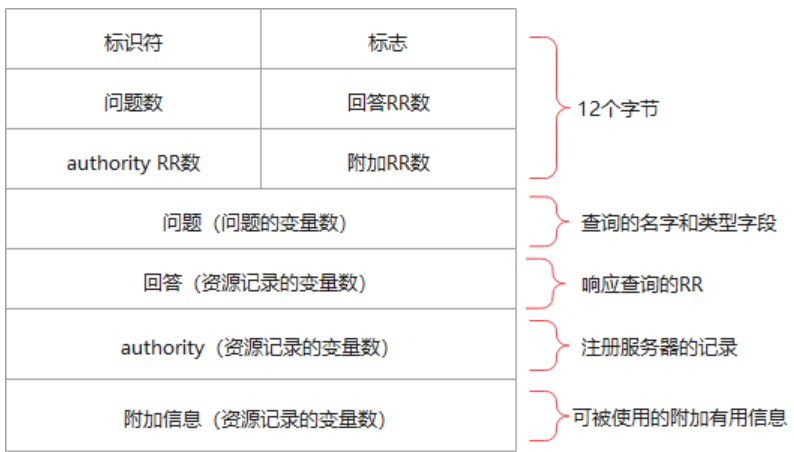 标识符 标志
问题数 回答RR数
12个字节
authority RR数 附加RR数
问题（问题的变量数） 查询的名字和类型字段
回答（资源记录的变量数） 响应查询的RR
authority（资源记录的变量数） 注册服务器的记录
附加信息（资源记录的变量数） 可被使用的附加有用信息